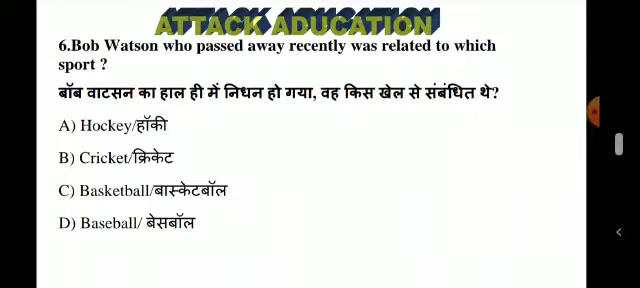 ATTACK ADUCATION
6.Bob Watson who passed away recently was related to which
sport ?
बॉब वाटसन का हाल ही में निधन हो गया, वह किस खेल से संबंधित थे?
A) Hockey/हॉकी
B) Cricket/क्रिकेट
C) Basketball/बास्केटबॉल
D) Baseball/ बेसबॉल